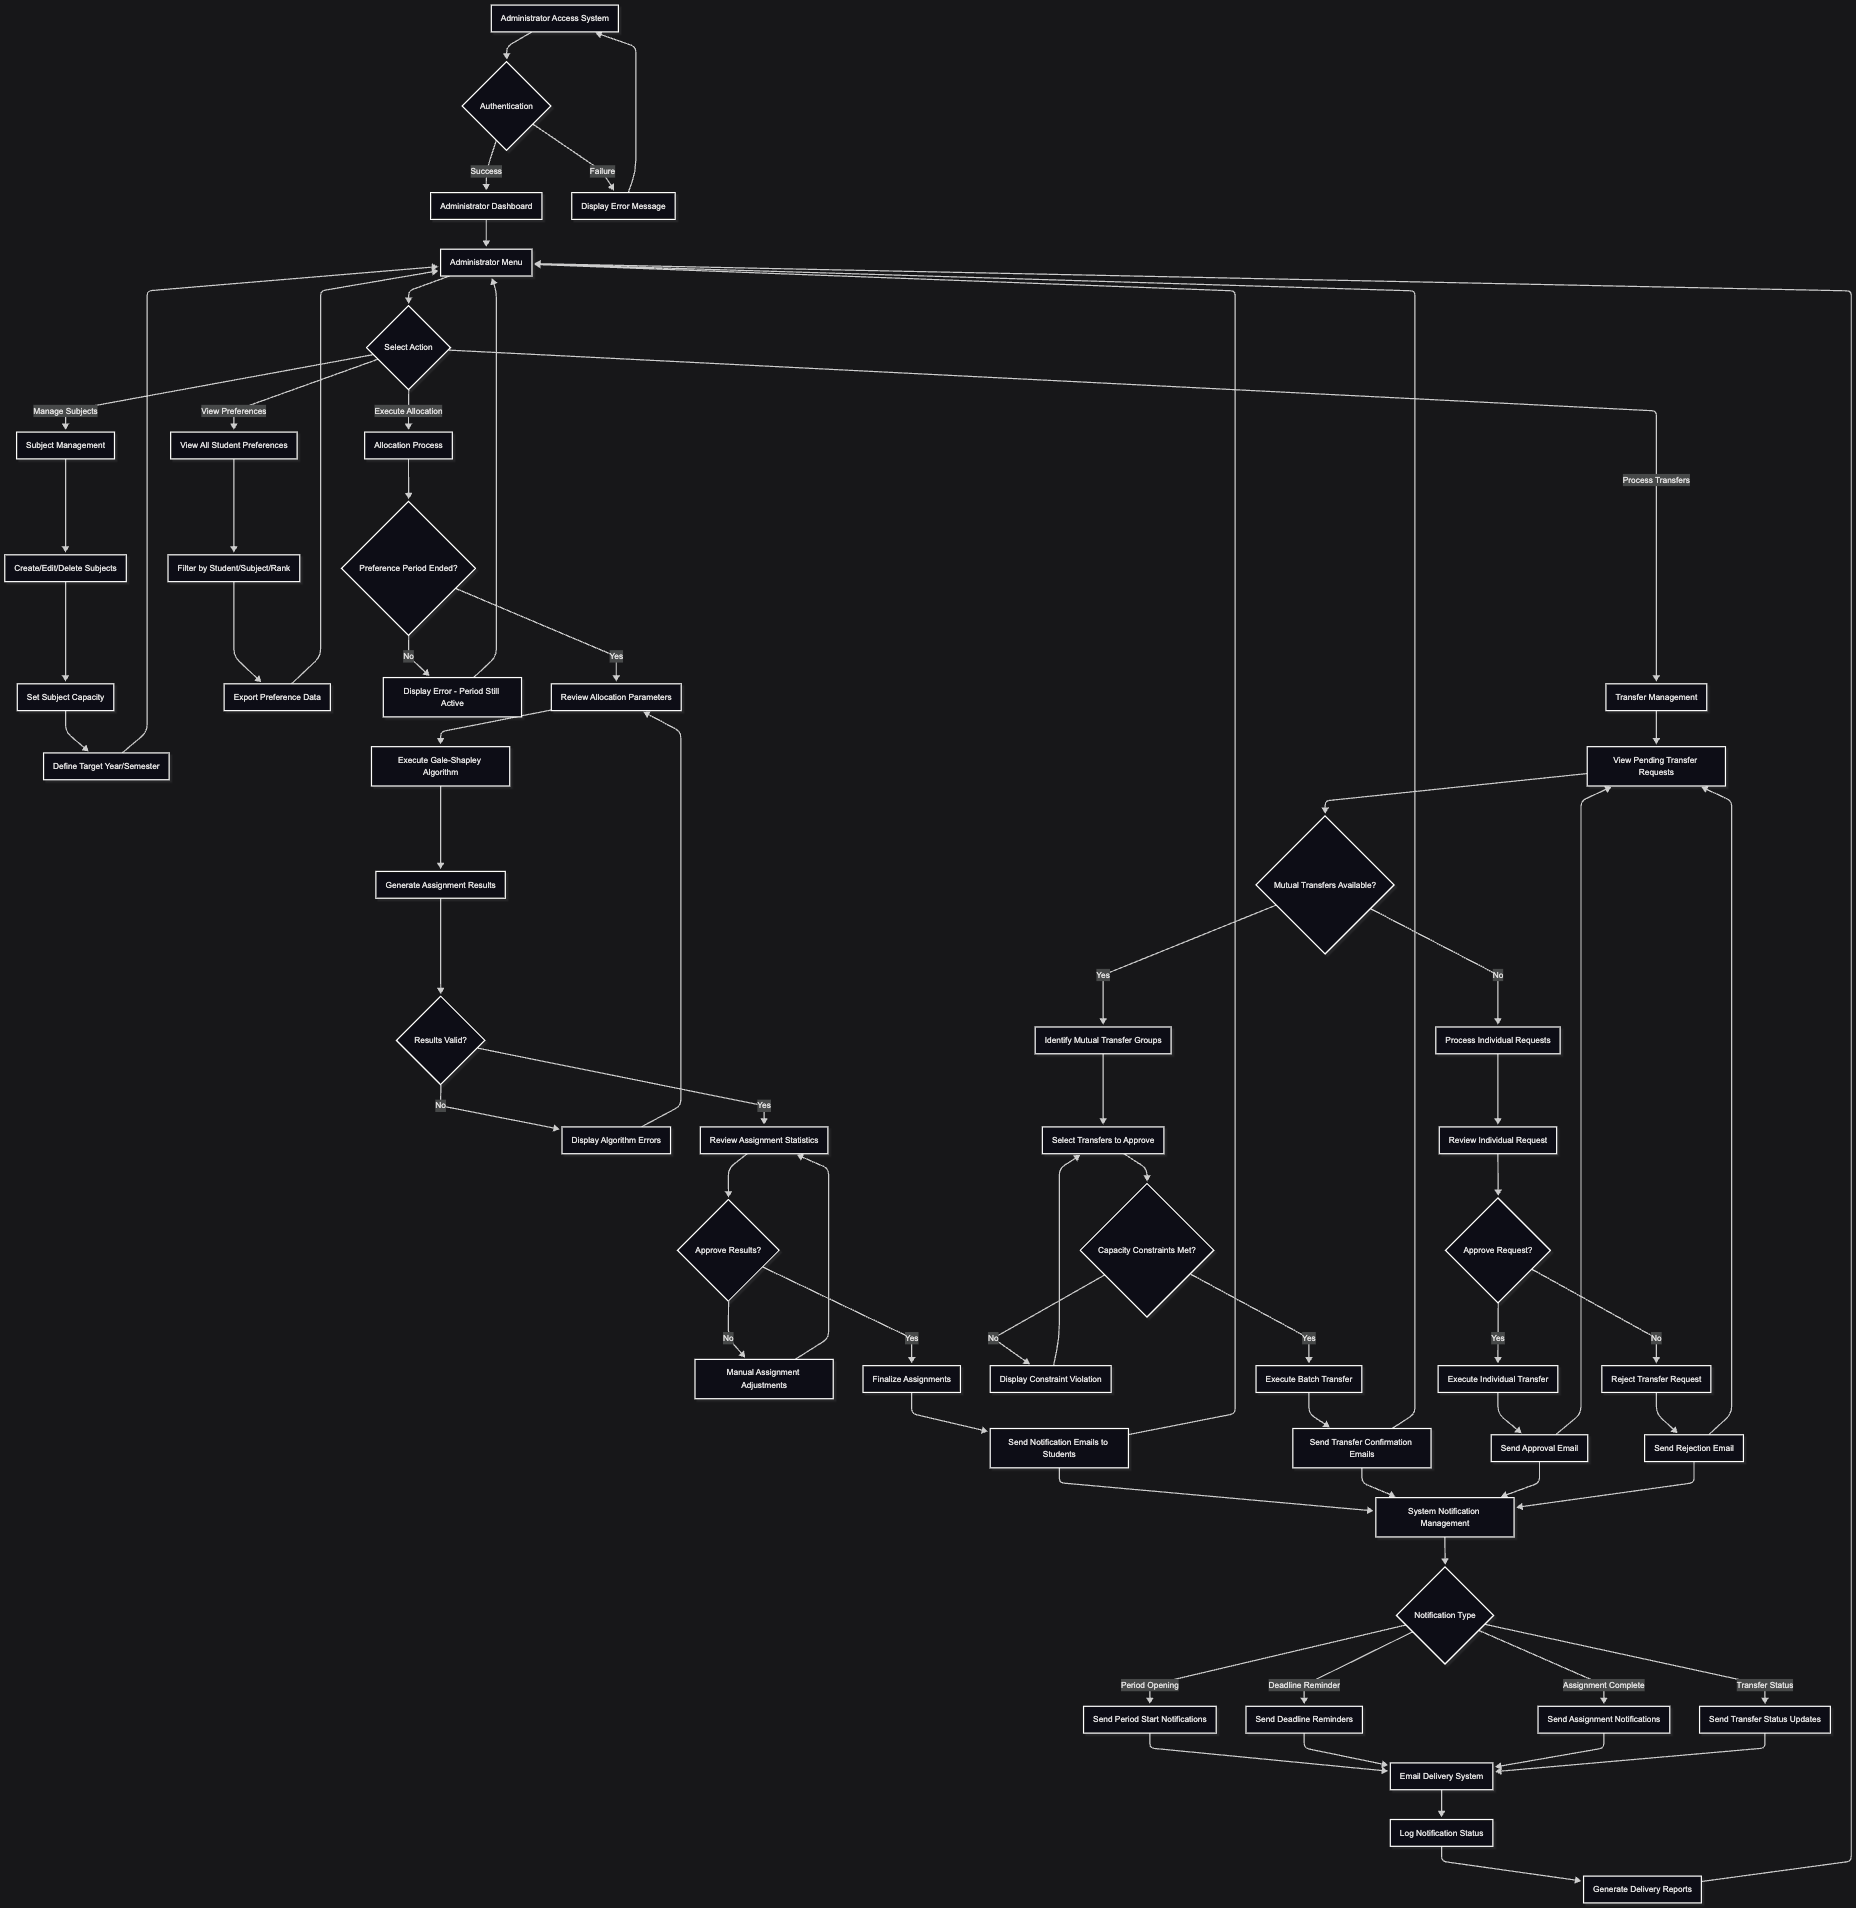 Administrator Access System
Authentication
Success
Failure
Administrator Dashboard
Display Error Message
Administrator Menu
Select Action
Manage Subjects
View Preferences
Execute Allocation
Subject Management
View All Student Preferences
Allocation Process
Process Transfers
Create/Edit/Delete Subjects
Filter by Student/Subject/Rank
Preference Period Ended?
No
Yes
Set Subject Capacity
Export Preference Data
Display Error - Period Still
Active
Review Allocation Parameters
Transfer Management
Define Target Year/Semester
Execute Gale-Shapley
Algorithm
View Pending Transfer
Requests
Generate Assignment Results
Mutual Transfers Available?
Yes
No
Results Valid?
Identify Mutual Transfer Groups
Process Individual Requests
No
Yes
Display Algorithm Errors
Review Assignment Statistics
Select Transfers to Approve
Review Individual Request
Approve Results?
Capacity Constraints Met?
Approve Request?
No
Yes
No
Yes
Yes
No
Manual Assignment
Adjustments
Finalize Assignments
Display Constraint Violation
Execute Batch Transfer
Execute Individual Transfer
Reject Transfer Request
Send Notification Emails to
Students
Send Transfer Confirmation
Emails
Send Approval Email
Send Rejection Email
System Notification
Management
Notification Type
Period Opening
Deadline Reminder
Assignment Complete
Transfer Status
Send Period Start Notifications
Send Deadline Reminders
Send Assignment Notifications
Send Transfer Status Updates
Email Delivery System
Log Notification Status
Generate Delivery Reports